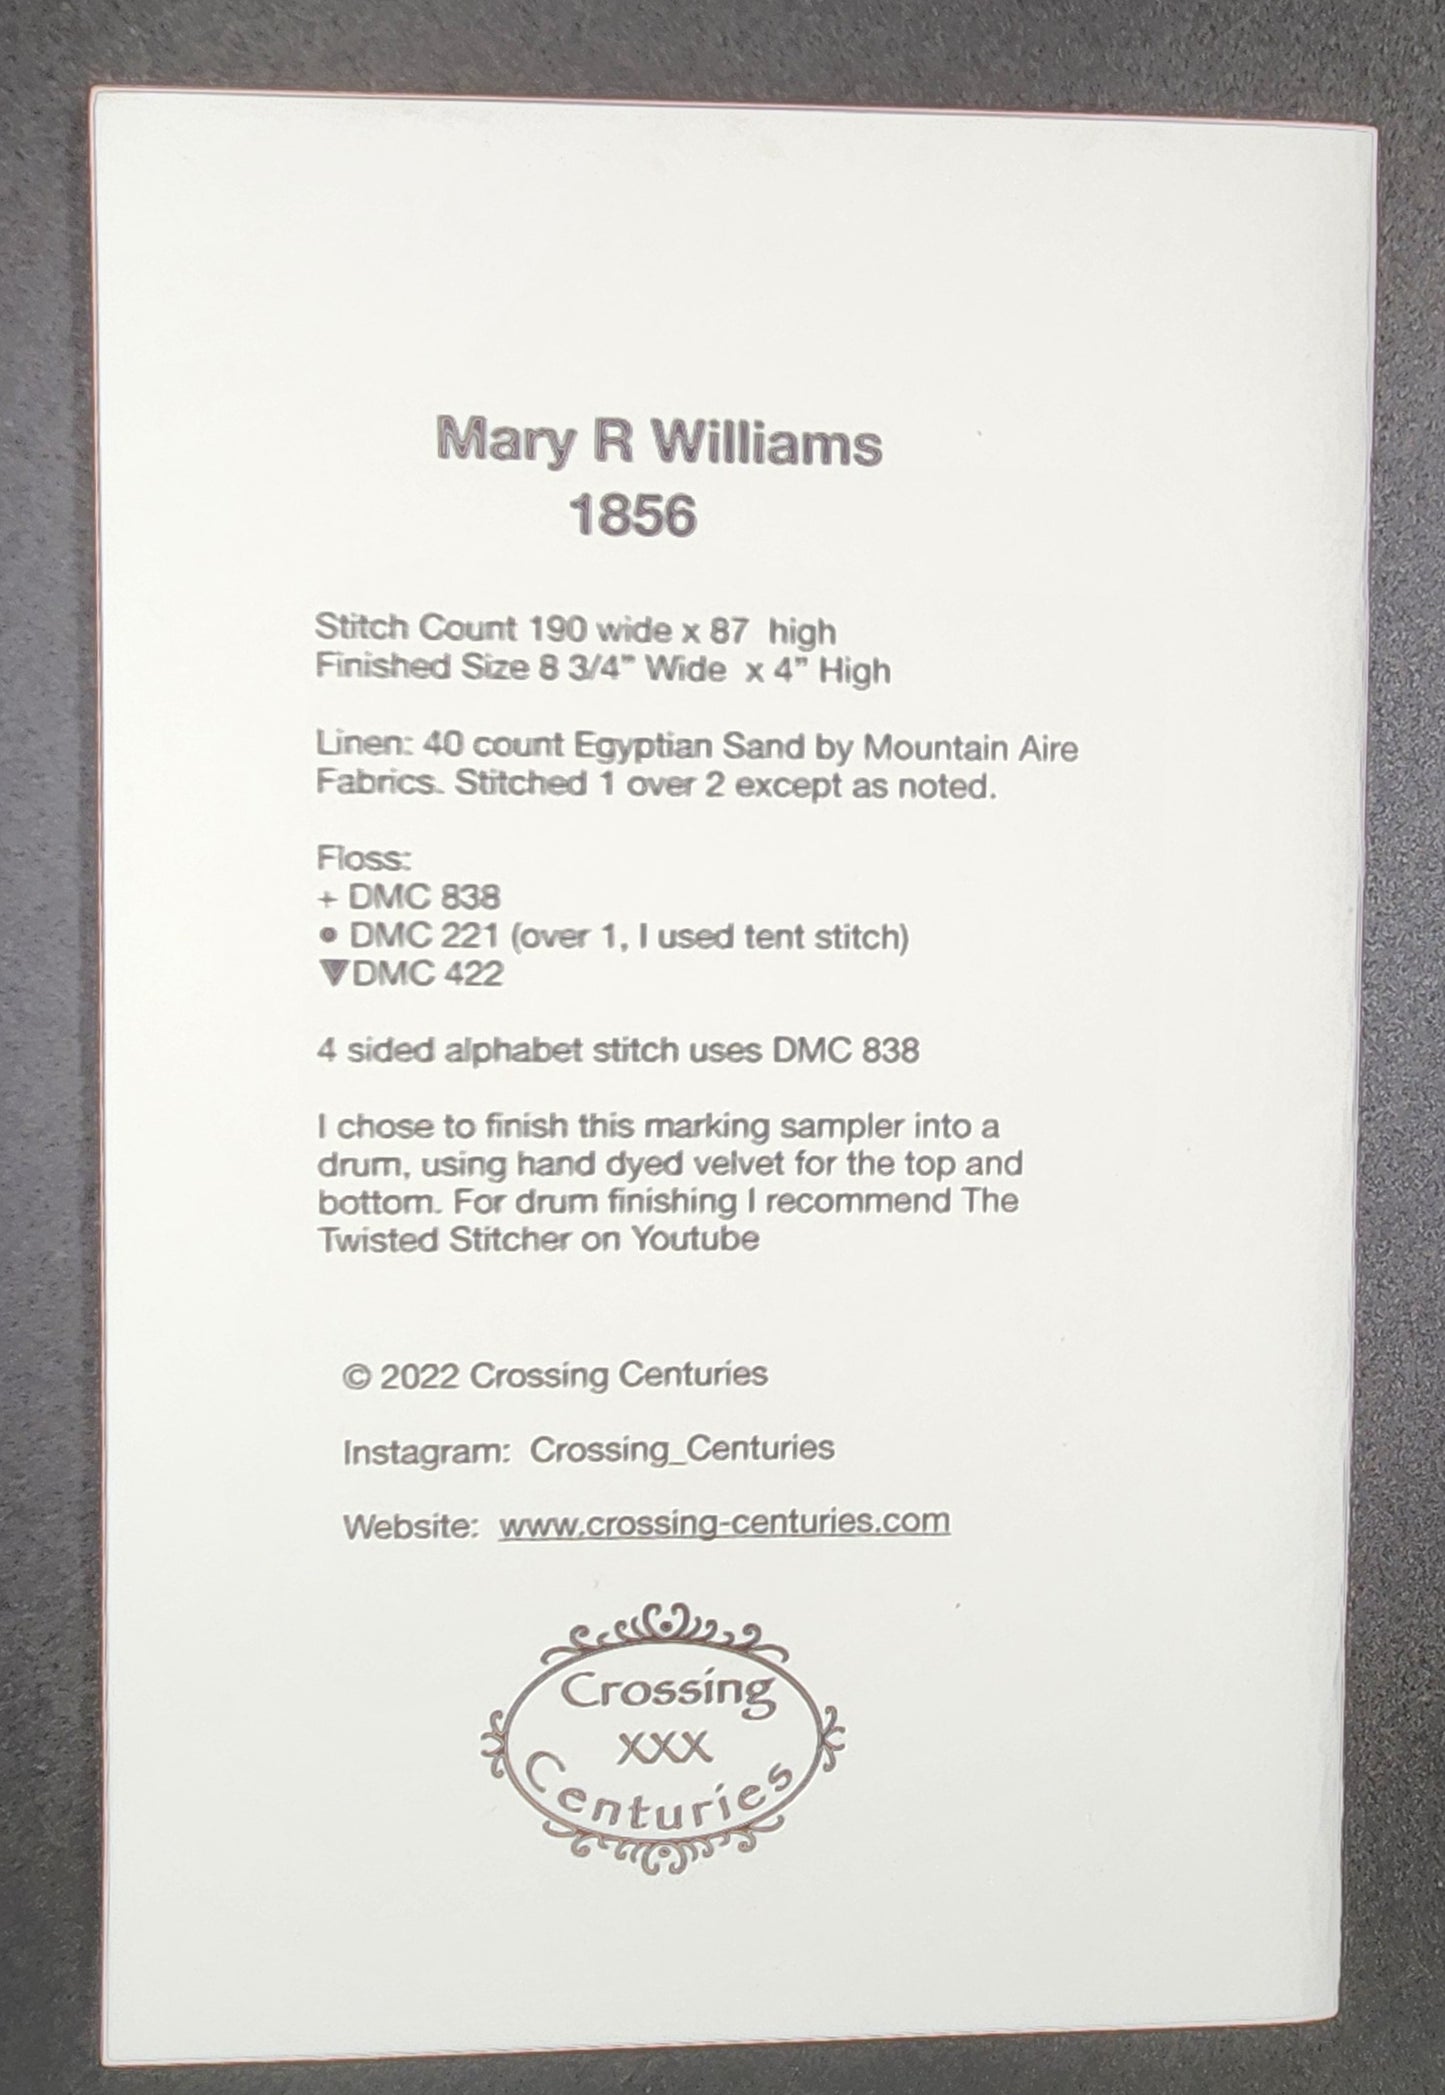 Mary R Williams
1856
Stitch Count 190 wide x 87 high
Finished Size 8 3/4" Wide x 4" High
Linen: 40 count Egyptian Sand by Mountain Aire
Fabrics. Stitched 1 over 2 except as noted.
Floss:
+ DMC 838
● DMC 221 (over 1, I used tent stitch)
▼DMC 422
4 sided alphabet stitch uses DMC 838
I chose to finish this marking sampler into a
drum, using hand dyed velvet for the top and
bottom. For drum finishing I recommend The
Twisted Stitcher on Youtube
© 2022 Crossing Centuries
Instagram: Crossing_Centuries
Website: www.crossing-centuries.com
Crossing
XXX
Centuries